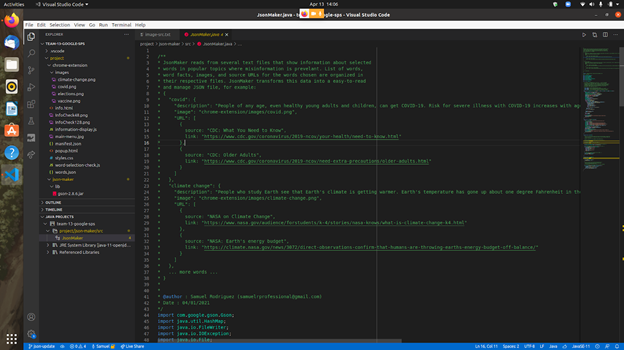 Activities
Visual Studio Code
Apr 13 14:06
JsonMaker.java - team-13-google-sps - Visual Studio Code
File Edit Selection View Go Run Terminal Help
EXPLORER
TEAM-13-GOOGLE-SPS
.vscode
project
chrome-extension
images
climate-change.png
covid.png
elections.png
vaccine.png
info.html
InfoCheck48.png
InfoCheck128.png
information-display.js
main-menu.jpg
manifest.json
popup.html
styles.css
word-selection-check.js
words.json
json-maker
lib
gson-2.8.6.jar
OUTLINE
TIMELINE
JAVA PROJECTS
team-13-google-sps
project/json-maker/src
JsonMaker
JRE System Library
Referenced Libraries
image-src.txt
JsonMaker.java 4
project > json-maker > src > JsonMaker.java > ...
/**
* JsonMaker reads from several text files that show information about selected
* words in popular topics where misinformation is prevelent. List of words,
* word facts, images, and source URLs for the words chosen are organized in
* their respective files. JsonMaker transforms this data into a easy-to-read
* and manage JSON file, for example:
* {
* "covid": {
* "description": "People of any age, even healthy young adults and children, can get COVID-19. Risk for severe illness with COVID-19 increases with age
* "image": "chrome-extension/images/covid.png",
* "URL": [
* {
* source: "CDC: What You Need to Know",
* link: "https://www.cdc.gov/coronavirus/2019-ncov/your-health/need-to-know.html"
* },
* {
* source: "CDC: Older Adults",
* link: "https://www.cdc.gov/coronavirus/2019-ncov/need-extra-precautions/older-adults.html"
* }
* ]
* },
* "climate change": {
* "description": "People who study Earth see that Earth's climate is getting warmer. Earth's temperature has gone up about one degree Fahrenheit in th
* "image": "chrome-extension/images/climate-change.png",
* "URL": [
* {
* source: "NASA on Climate Change",
* link: "https://www.nasa.gov/audience/forstudents/k-4/stories/nasa-knows/what-is-climate-change-k4.html"
* },
* {
* source: "NASA: Earth's energy budget",
* link: "https://climate.nasa.gov/news/3072/direct-observations-confirm-that-humans-are-throwing-earths-energy-budget-off-balance/"
* }
* ]
* },
* ... more words ...
* }
*
* @author : Samuel Rodriguez (samuelrprofessional@gmail.com)
* Date : 04/01/2021
*/
import com.google.gson.Gson;
import java.util.HashMap;
import java.io.FileWriter;
import java.io.IOException;
import java.io.File;
json-update
Samuel
Live Share
Ln 16, Col 11
Spaces: 2
UTF-8
LF
Java
JavaSE-11